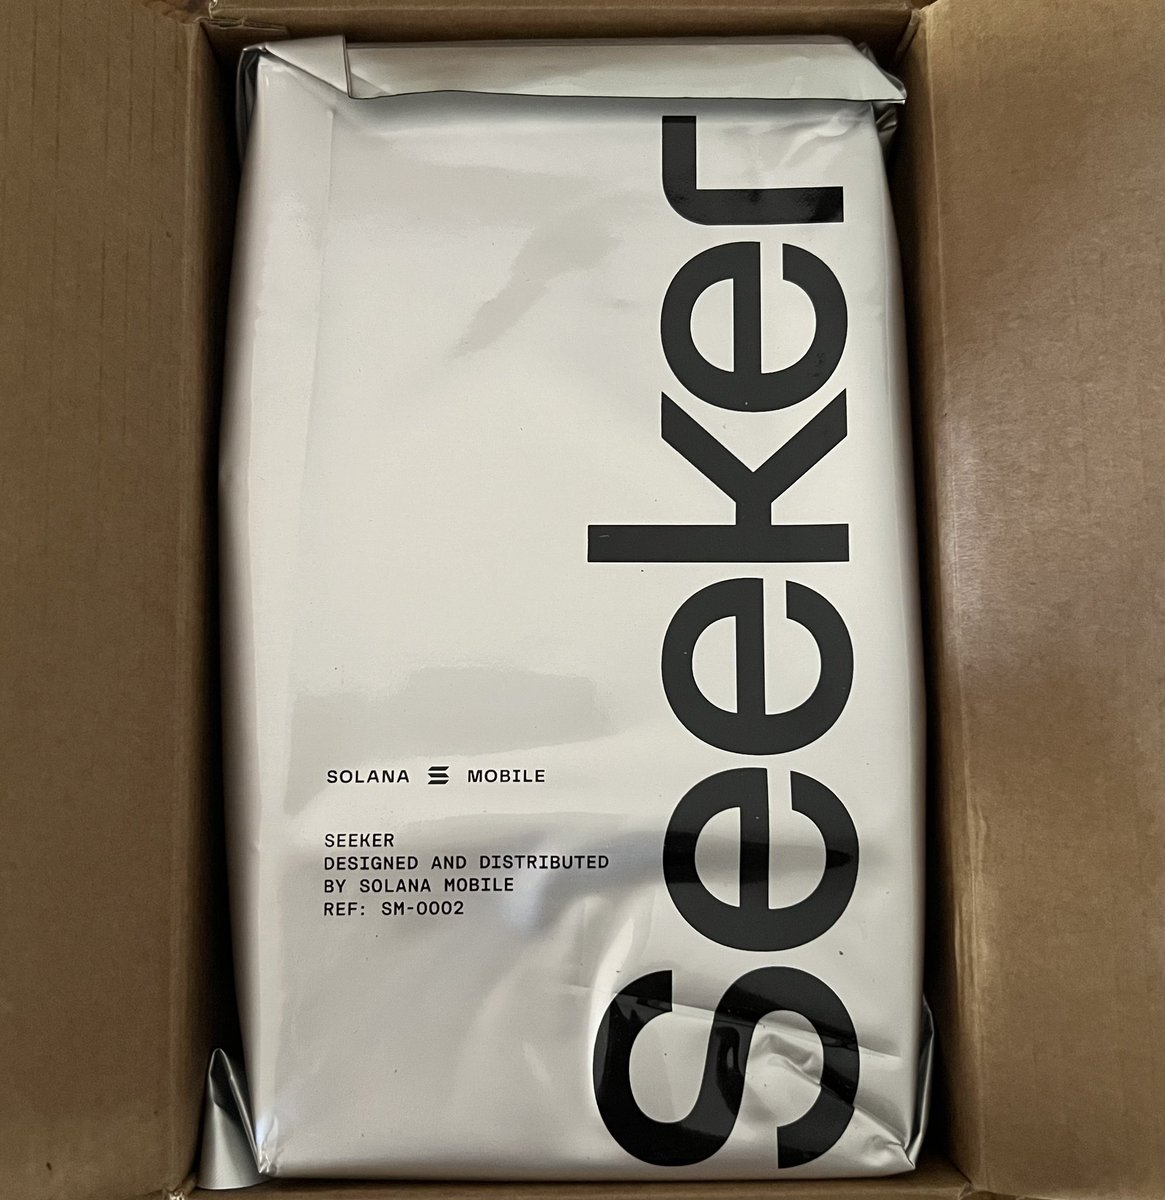 Seeker
SOLANA MOBILE
SEEKER
DESIGNED AND DISTRIBUTED
BY SOLANA MOBILE
REF: SM-0002